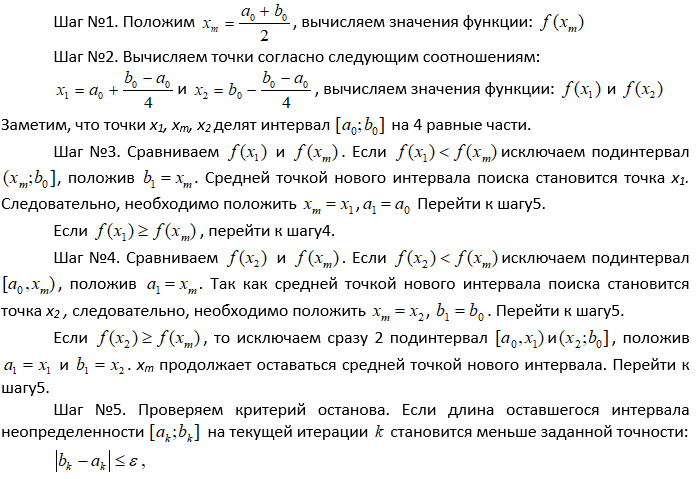 Шаг №1. Положим x_m = (a_0 + b_0)/2, вычисляем значения функции: f(x_m)
Шаг №2. Вычисляем точки согласно следующим соотношениям:
x_1 = a_0 + (b_0 − a_0)/4 и x_2 = b_0 − (b_0 − a_0)/4, вычисляем значения функции: f(x_1) и f(x_2)
Заметим, что точки x_1, x_m, x_2 делят интервал [a_0;b_0] на 4 равные части.
Шаг №3. Сравниваем f(x_1) и f(x_m). Если f(x_1) < f(x_m) исключаем подинтервал
(x_m;b_0], положив b_1 = x_m. Средней точкой нового интервала поиска становится точка x_1.
Следовательно, необходимо положить x_m = x_1, a_1 = a_0 Перейти к шагу5.
Если f(x_1) ≥ f(x_m), перейти к шагу4.
Шаг №4. Сравниваем f(x_2) и f(x_m). Если f(x_2) < f(x_m) исключаем подинтервал
[a_0, x_m), положив a_1 = x_m. Так как средней точкой нового интервала поиска становится
точка x_2 , следовательно, необходимо положить x_m = x_2, b_1 = b_0. Перейти к шагу5.
Если f(x_2) ≥ f(x_m), то исключаем сразу 2 подинтервал [a_0, x_1) и (x_2;b_0], положив
a_1 = x_1 и b_1 = x_2. x_m продолжает оставаться средней точкой нового интервала. Перейти к
шагу5.
Шаг №5. Проверяем критерий останова. Если длина оставшегося интервала
неопределенности [a_k;b_k] на текущей итерации k становится меньше заданной точности:
|b_k − a_k| ≤ ε,